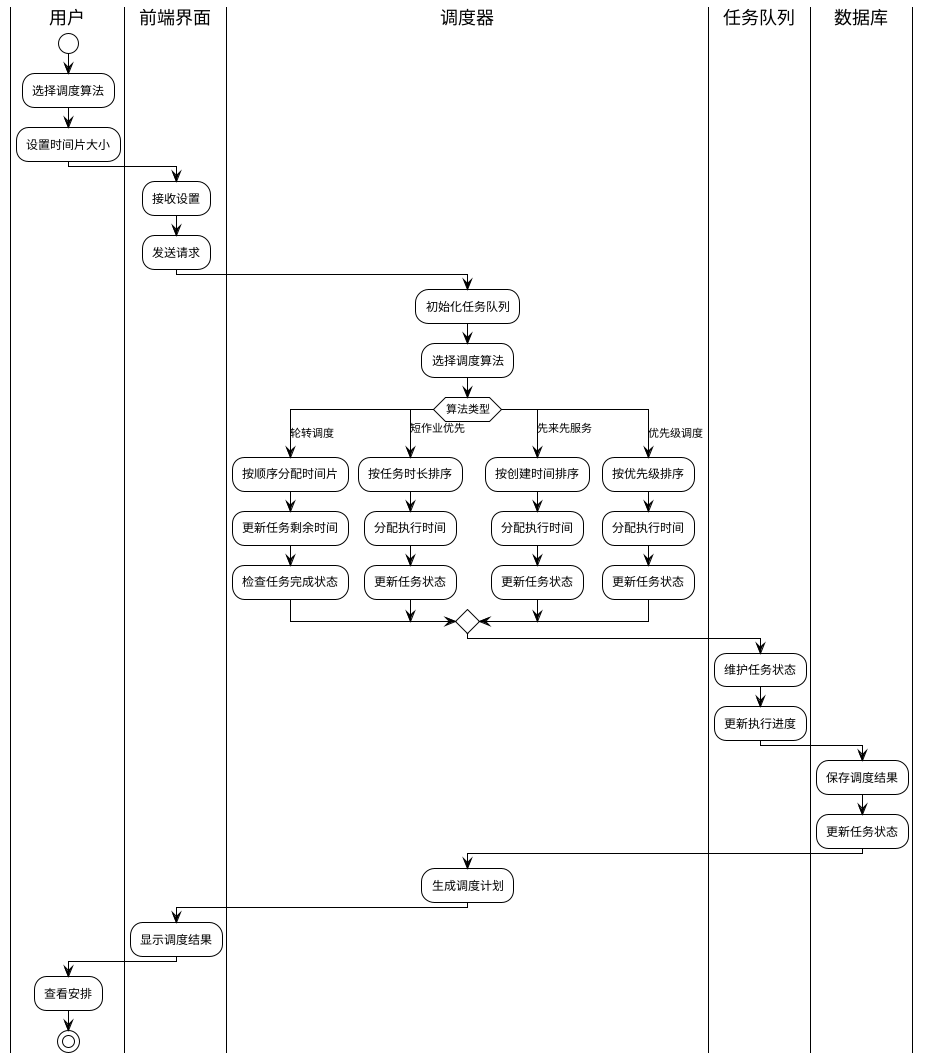 用户
前端界面
调度器
任务队列
数据库
选择调度算法
设置时间片大小
接收设置
发送请求
初始化任务队列
选择调度算法
算法类型
轮转调度
短作业优先
先来先服务
优先级调度
按顺序分配时间片
按任务时长排序
按创建时间排序
按优先级排序
更新任务剩余时间
分配执行时间
分配执行时间
分配执行时间
检查任务完成状态
更新任务状态
更新任务状态
更新任务状态
维护任务状态
更新执行进度
保存调度结果
更新任务状态
生成调度计划
显示调度结果
查看安排